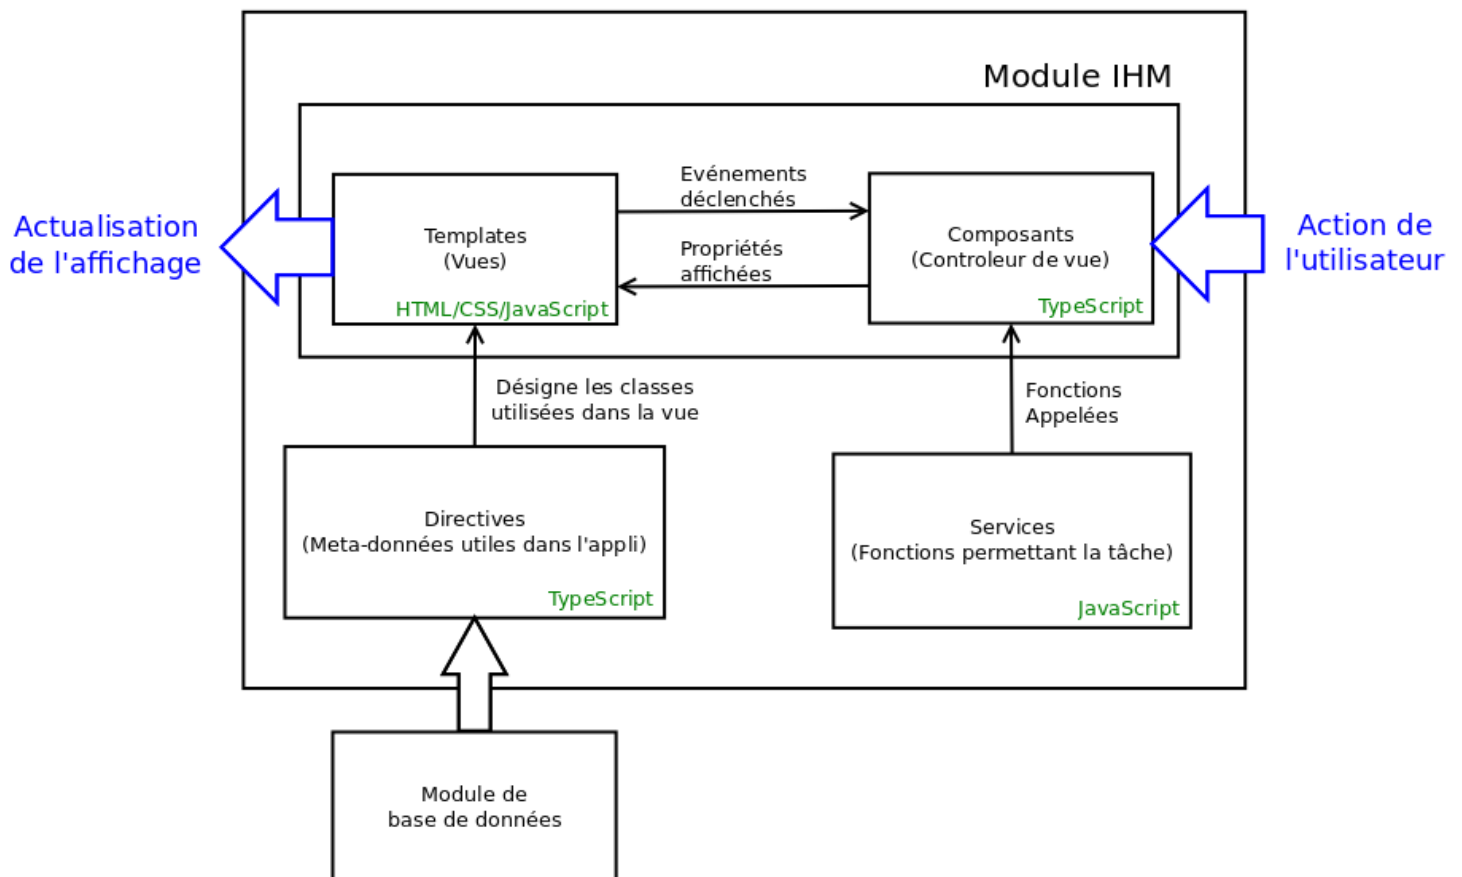 Module IHM
Evénements
déclenchés
Actualisation
de l'affichage
Templates
(Vues)
HTML/CSS/JavaScript
Propriétés
affichées
Composants
(Controleur de vue)
TypeScript
Action de
l'utilisateur
Désigne les classes
utilisées dans la vue
Fonctions
Appelées
Directives
(Meta-données utiles dans l'appli)
TypeScript
Services
(Fonctions permettant la tâche)
JavaScript
Module de
base de données